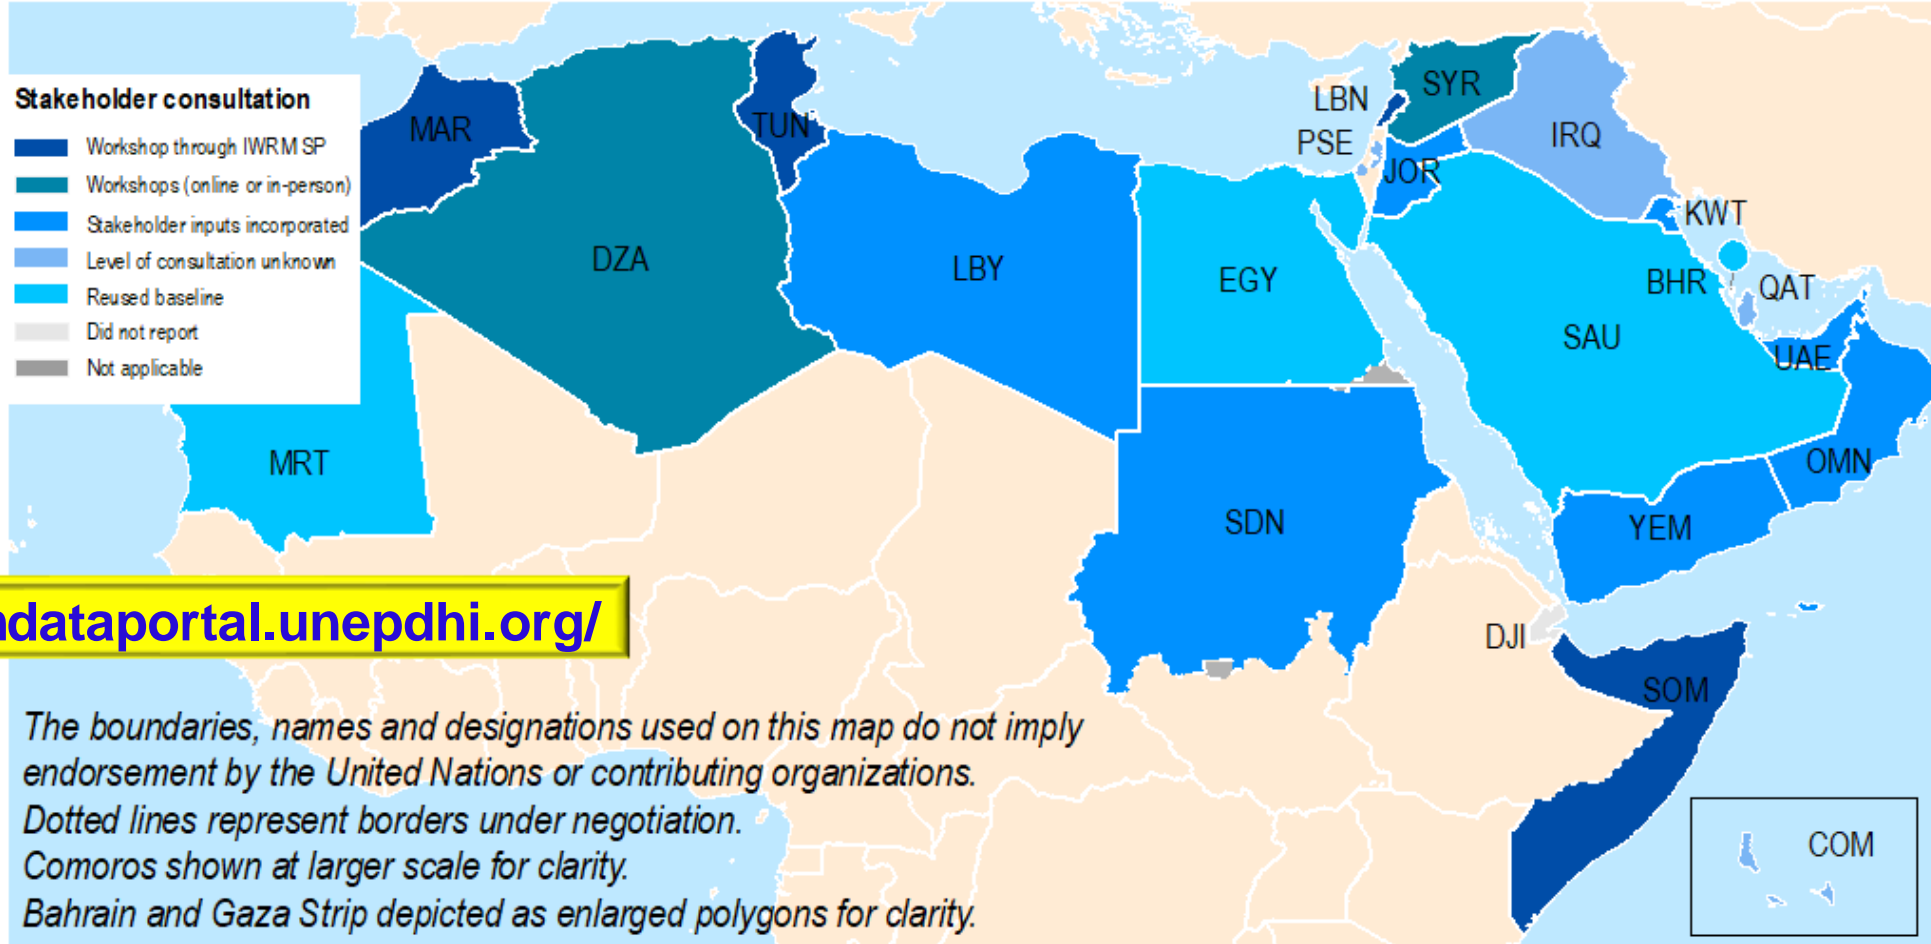 Stakeholder consultation
Workshop through IWRM SP
Workshops (online or in-person)
Stakeholder inputs incorporated
Level of consultation unknown
Reused baseline
Did not report
Not applicable
MAR
TUN
DZA
LBY
EGY
LBN
PSE
SYR
JOR
IRQ
KWT
BHR
QAT
SAU
UAE
OMN
YEM
MRT
SDN
DJI
SOM
COM
dataportal.unepdhi.org/
The boundaries, names and designations used on this map do not imply
endorsement by the United Nations or contributing organizations.
Dotted lines represent borders under negotiation.
Comoros shown at larger scale for clarity.
Bahrain and Gaza Strip depicted as enlarged polygons for clarity.